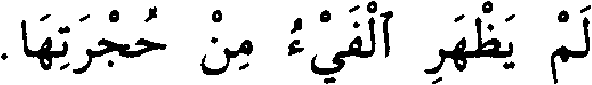 لَمْ يَظْهَرِ ٱلْفَيْءُ مِنْ حُجْرَتِهَا.